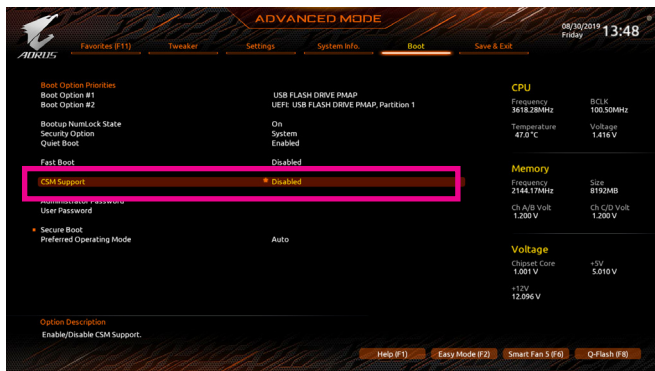 ADVANCED MODE
08/30/2019 Friday 13:48
AORUS
Favorites (F11) Tweaker Settings System Info. Boot Save & Exit
Boot Option Priorities
Boot Option #1 USB FLASH DRIVE PMAP
Boot Option #2 UEFI: USB FLASH DRIVE PMAP, Partition 1
Bootup NumLock State On
Security Option System
Quiet Boot Enabled
Fast Boot Disabled
CSM Support * Disabled
Administrator Password
User Password
Secure Boot
Preferred Operating Mode Auto
CPU
Frequency BCLK
3618.28MHz 100.50MHz
Temperature Voltage
47.0 °C 1.416 V
Memory
Frequency Size
2144.17MHz 8192MB
Ch A/B Volt Ch C/D Volt
1.200 V 1.200 V
Voltage
Chipset Core +5V
1.001 V 5.010 V
+12V
12.096 V
Option Description
Enable/Disable CSM Support.
Help (F1) Easy Mode (F2) Smart Fan 5 (F6) Q-Flash (F8)